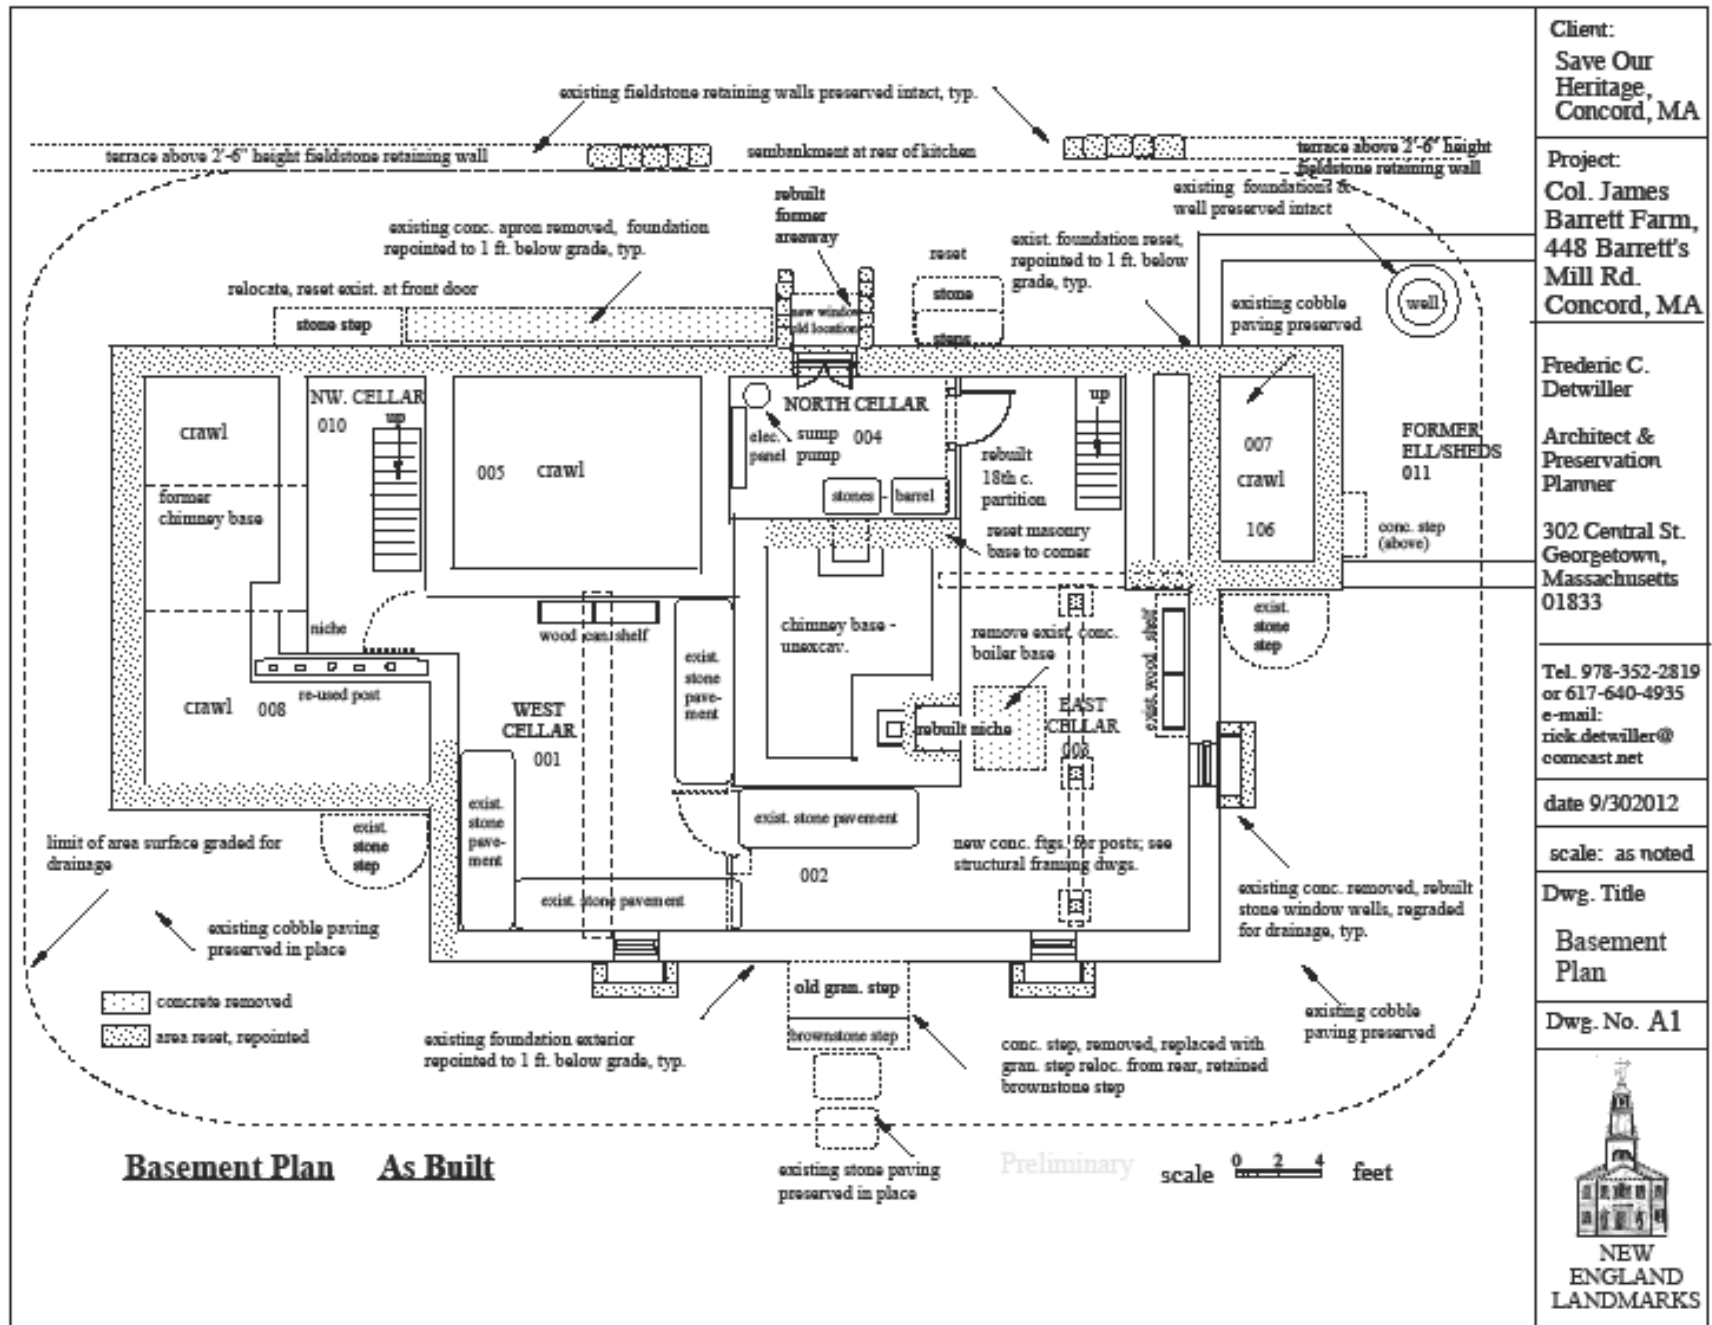 existing fieldstone retaining walls preserved intact, typ.
terrace above 2'-6" height fieldstone retaining wall
sembankment at resr of kitchen
terrace above 2'-6" height
fieldstone retaining wall
existing foundations &
well preserved intact
rebuilt
former
areaway
existing conc. apron removed, foundation
repointed to 1 ft. below grade, typ.
exist. foundation reset,
repointed to 1 ft. below
grade, typ.
reset
stone
steps
relocate, reset exist. at front door
stone step
new window
old location
existing cobble
paving preserved
well
NW. CELLAR
010
up
crawl
former
chimney base
005 crawl
NORTH CELLAR
004
elec.
panel
sump
pump
stones - barrel
rebuilt
18th c.
partition
up
reset masonry
base to corner
007
crawl
106
FORMER
ELL/SHEDS
011
conc. step
(above)
niche
re-used post
crawl 008
wood can shelf
exist.
stone
pave-
ment
chimney base -
unexcav.
remove exist. conc.
boiler base
exist. wood shelf
exist.
stone
step
WEST
CELLAR
001
rebuilt niche
EAST
CELLAR
003
exist.
stone
pave-
ment
exist. stone pavement
new conc. ftgs. for posts; see
structural framing dwgs.
002
exist. stone pavement
exist.
stone
step
limit of area surface graded for
drainage
existing cobble paving
preserved in place
existing conc. removed, rebuilt
stone window wells, regraded
for drainage, typ.
existing cobble
paving preserved
concrete removed
area reset, repointed
existing foundation exterior
repointed to 1 ft. below grade, typ.
old gran. step
brownstone step
conc. step, removed, replaced with
gran. step reloc. from rear, retained
brownstone step
existing stone paving
preserved in place
Basement Plan As Built
Preliminary
scale 0 2 4 feet
Client:
Save Our
Heritage,
Concord, MA
Project:
Col. James
Barrett Farm,
448 Barrett's
Mill Rd.
Concord, MA
Frederic C.
Detwiller
Architect &
Preservation
Planner
302 Central St.
Georgetown,
Massachusetts
01833
Tel. 978-352-2819
or 617-640-4935
e-mail:
rick.detwiller@
comcast.net
date 9/302012
scale: as noted
Dwg. Title
Basement
Plan
Dwg. No. A1
NEW
ENGLAND
LANDMARKS